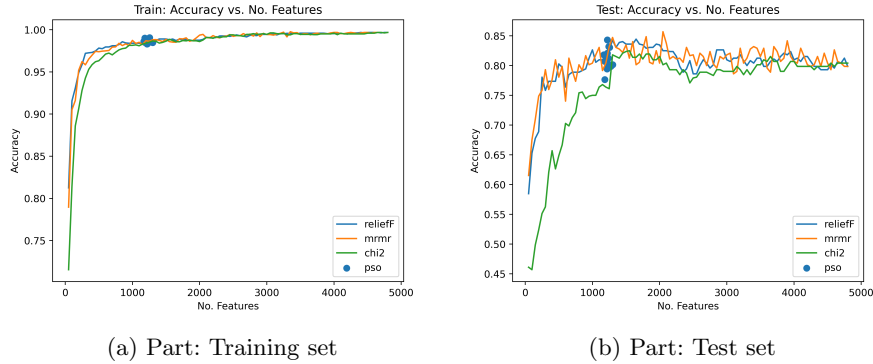 Train: Accuracy vs. No. Features
1.00
0.95
0.90
0.85
0.80
0.75
Accuracy
0
1000
2000
3000
4000
5000
No. Features
reliefF
mrmr
chi2
pso
(a) Part: Training set
Test: Accuracy vs. No. Features
0.85
0.80
0.75
0.70
0.65
0.60
0.55
0.50
0.45
Accuracy
0
1000
2000
3000
4000
5000
No. Features
reliefF
mrmr
chi2
pso
(b) Part: Test set